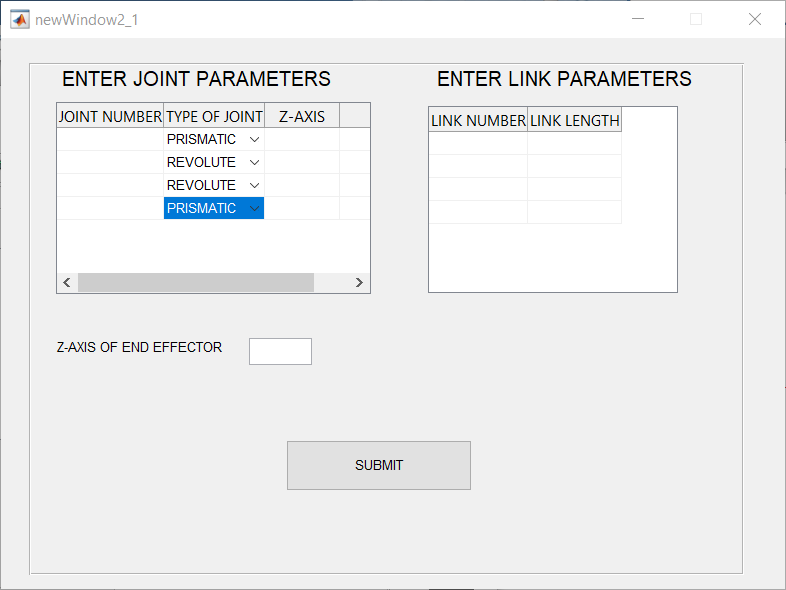 newWindow2_1
ENTER JOINT PARAMETERS
JOINT NUMBER TYPE OF JOINT Z-AXIS
PRISMATIC
REVOLUTE
REVOLUTE
PRISMATIC
ENTER LINK PARAMETERS
LINK NUMBER LINK LENGTH
Z-AXIS OF END EFFECTOR
SUBMIT